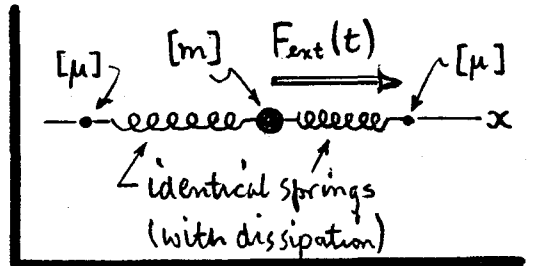 [μ]
[m]
F_ext(t)
[μ]
x
identical springs
(with dissipation)